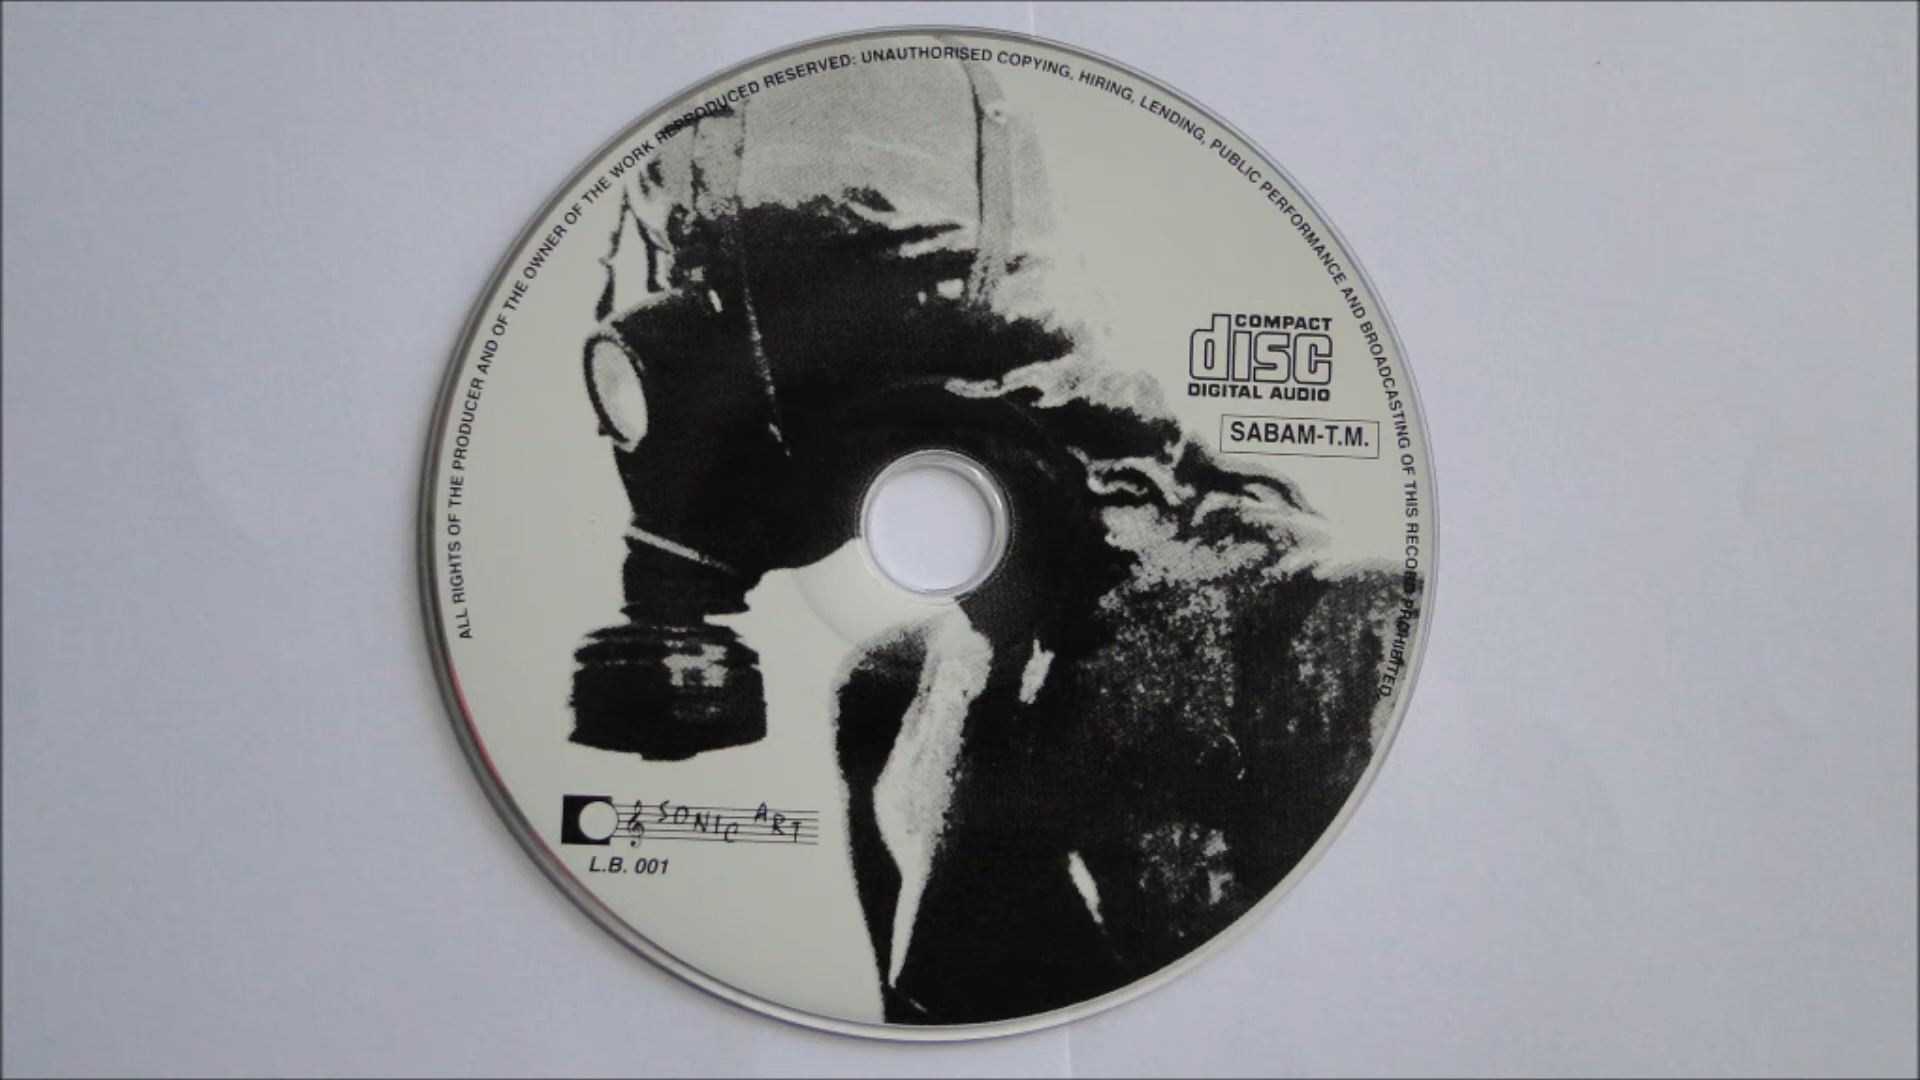 ALL RIGHTS OF THE PRODUCER AND OF THE OWNER OF THE WORK REPRODUCED RESERVED: UNAUTHORISED COPYING, HIRING, LENDING, PUBLIC PERFORMANCE AND BROADCASTING OF THIS RECORD PROHIBITED
COMPACT
disc
DIGITAL AUDIO
SABAM-T.M.
SONIC ART
L.B. 001